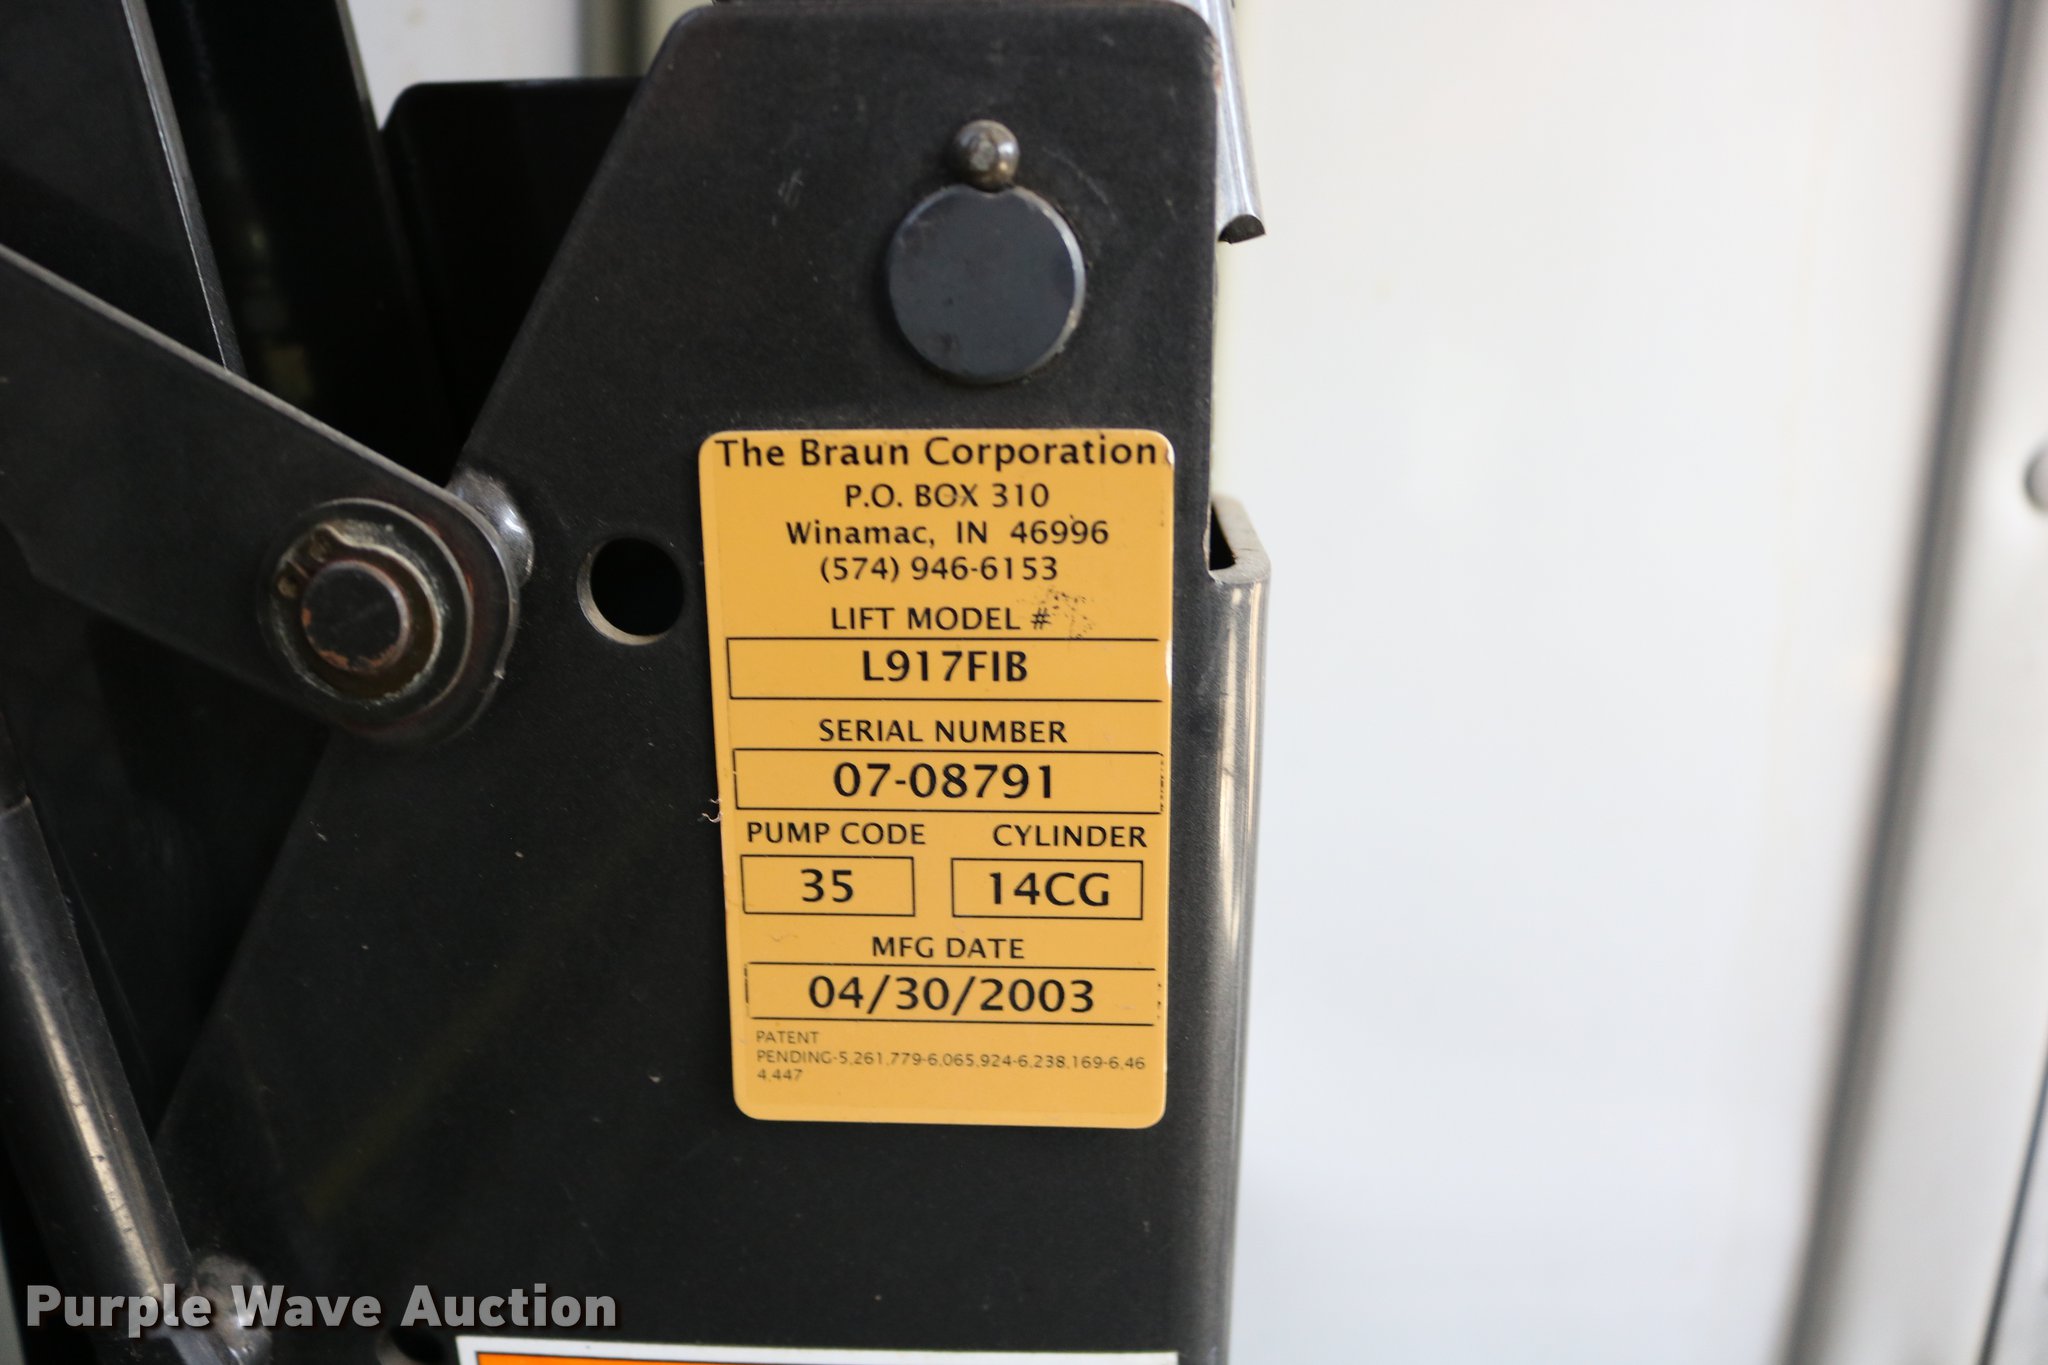 The Braun Corporation
P.O. BOX 310
Winamac, IN 46996
(574) 946-6153
LIFT MODEL #
L917FIB
SERIAL NUMBER
07-08791
PUMP CODE CYLINDER
35 14CG
MFG DATE
04/30/2003
PATENT
PENDING-5,261,779-6,065,924-6,238,169-6,46
4,447
Purple Wave Auction